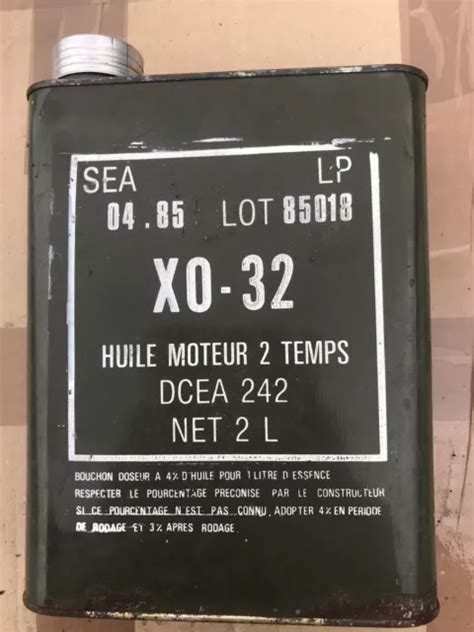 SEA LP
04.85 LOT 85018
XO-32
HUILE MOTEUR 2 TEMPS
DCEA 242
NET 2 L
BOUCHON DOSEUR A 4% D'HUILE POUR 1 LITRE D ESSENCE
RESPECTER LE POURCENTAGE PRECONISE PAR LE CONSTRUCTEUR
SI CE POURCENTAGE N EST PAS CONNU, ADOPTER 4% EN PERIODE
DE RODAGE ET 3% APRES RODAGE.